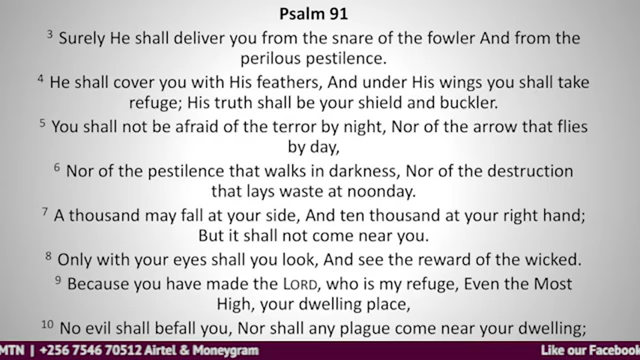 Psalm 91
3 Surely He shall deliver you from the snare of the fowler And from the
perilous pestilence.
4 He shall cover you with His feathers, And under His wings you shall take
refuge; His truth shall be your shield and buckler.
5 You shall not be afraid of the terror by night, Nor of the arrow that flies
by day,
6 Nor of the pestilence that walks in darkness, Nor of the destruction
that lays waste at noonday.
7 A thousand may fall at your side, And ten thousand at your right hand;
But it shall not come near you.
8 Only with your eyes shall you look, And see the reward of the wicked.
9 Because you have made the LORD, who is my refuge, Even the Most
High, your dwelling place,
10 No evil shall befall you, Nor shall any plague come near your dwelling;
MTN | +256 7546 70512 Airtel & Moneygram Like our Facebook